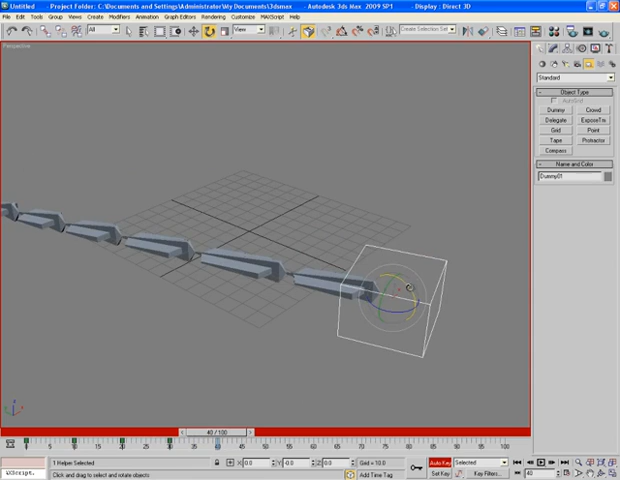 Untitled - Project Folder: C:\Documents and Settings\Administrator\My Documents\3dsmax - Autodesk 3ds Max 2009 SP1 - Display : Direct 3D
File Edit Tools Group Views Create Modifiers Animation Graph Editors Rendering Customize MAXScript Help
All View Create Selection Set
Perspective
Standard
Object Type
AutoGrid
Dummy Crowd
Delegate ExposeTm
Grid Point
Tape Protractor
Compass
Name and Color
Dummy01
40 / 100
5 10 15 20 25 30 35 40 45 50 55 60 65 70 75 80 85 90 95 100
1 Helper Selected X: 0.0 Y: -0.0 Z: 0.0 Grid = 10.0 Auto Key Selected
MAXScript. Click and drag to select and rotate objects Add Time Tag Set Key Key Filters... 40